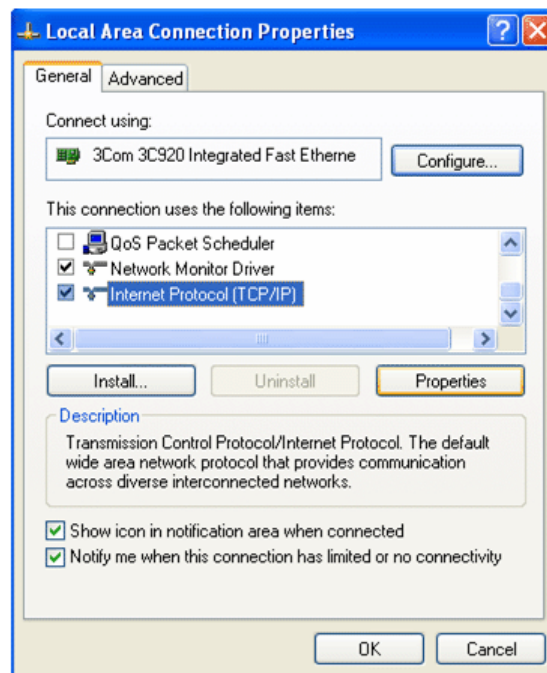 Local Area Connection Properties
General
Advanced
Connect using:
3Com 3C920 Integrated Fast Etherne
Configure...
This connection uses the following items:
QoS Packet Scheduler
Network Monitor Driver
Internet Protocol (TCP/IP)
Install...
Uninstall
Properties
Description
Transmission Control Protocol/Internet Protocol. The default
wide area network protocol that provides communication
across diverse interconnected networks.
Show icon in notification area when connected
Notify me when this connection has limited or no connectivity
OK
Cancel